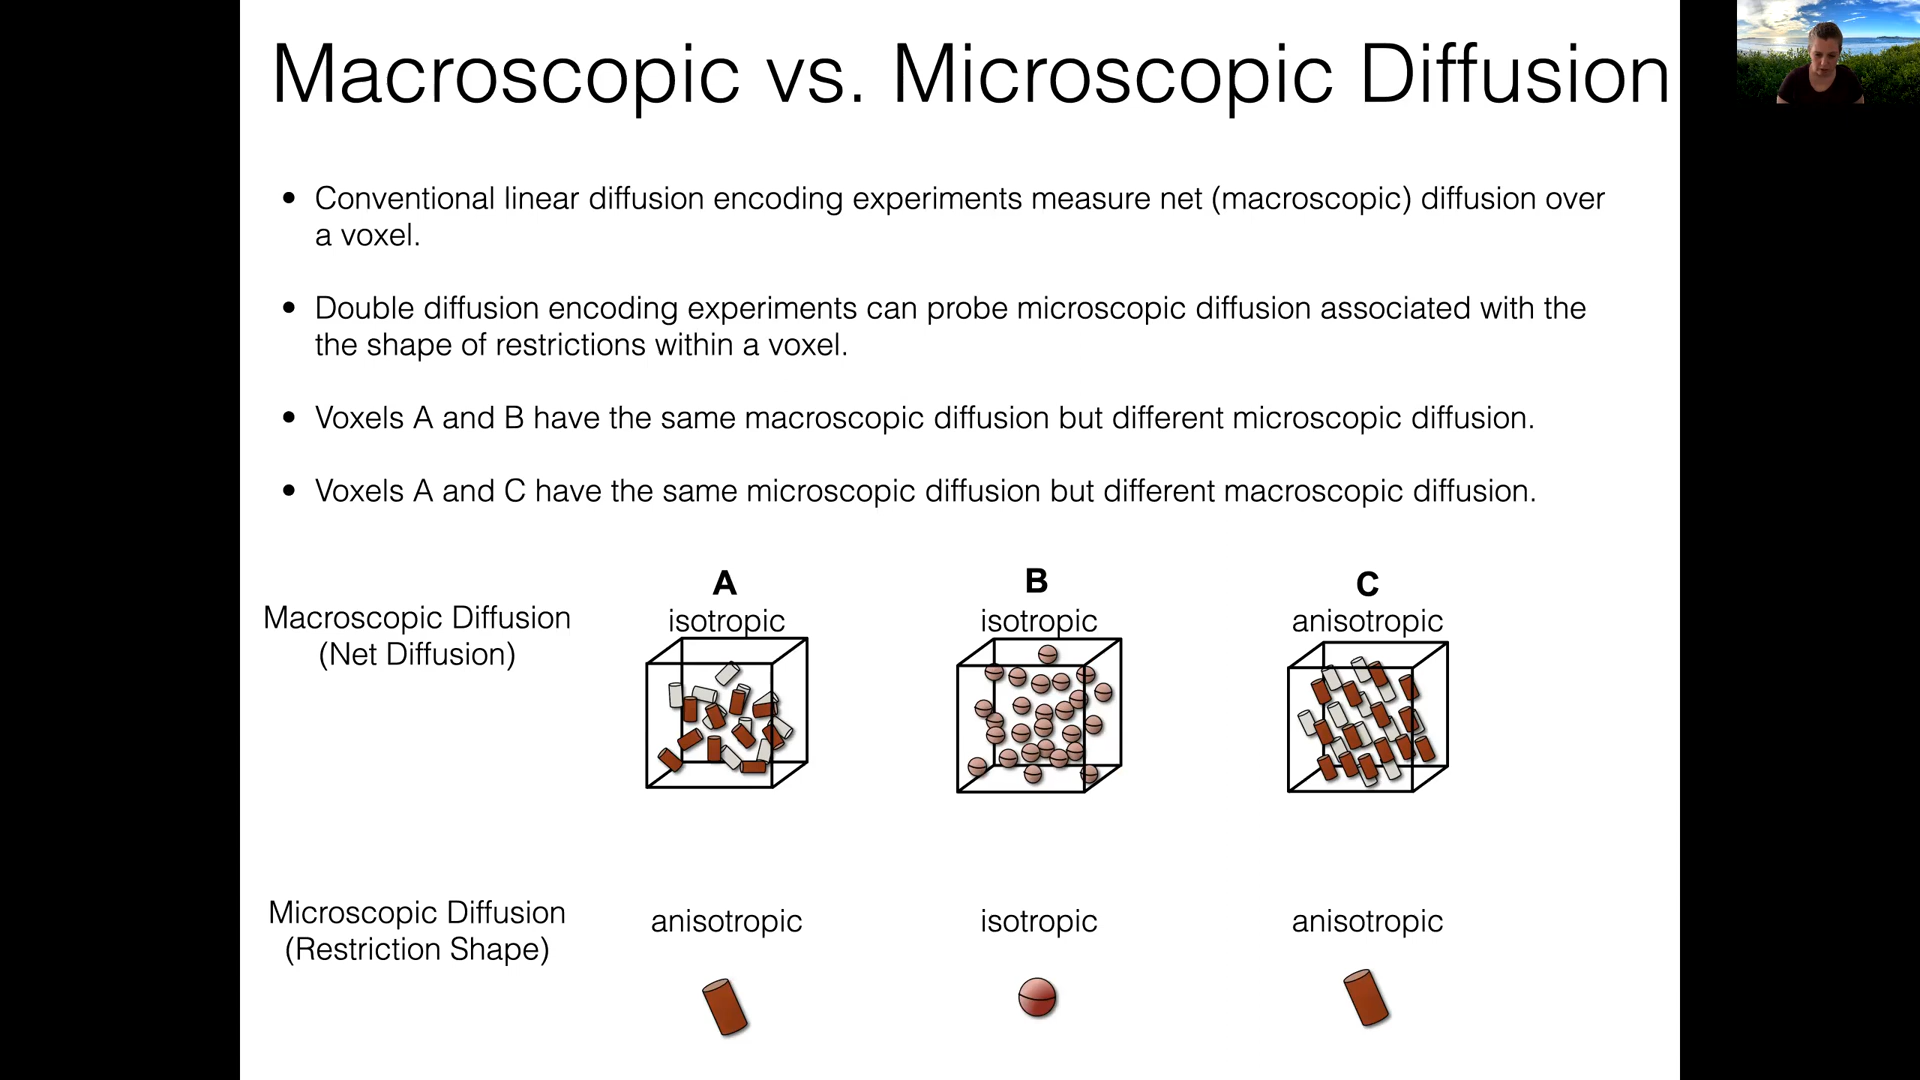 Macroscopic vs. Microscopic Diffusion
• Conventional linear diffusion encoding experiments measure net (macroscopic) diffusion over
a voxel.
• Double diffusion encoding experiments can probe microscopic diffusion associated with the
the shape of restrictions within a voxel.
• Voxels A and B have the same macroscopic diffusion but different microscopic diffusion.
• Voxels A and C have the same microscopic diffusion but different macroscopic diffusion.
A B C
Macroscopic Diffusion isotropic isotropic anisotropic
(Net Diffusion)
Microscopic Diffusion anisotropic isotropic anisotropic
(Restriction Shape)